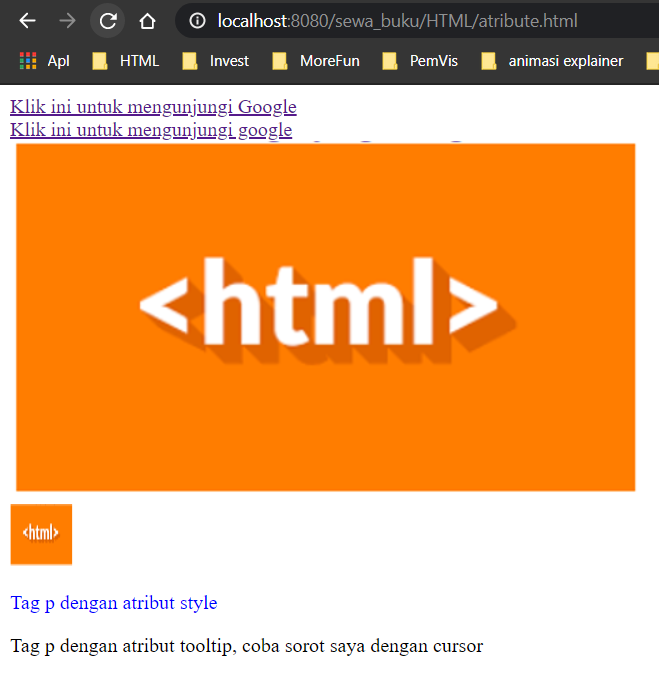 localhost:8080/sewa_buku/HTML/atribute.html
Apl HTML Invest MoreFun PemVis animasi explainer
Klik ini untuk mengunjungi Google
Klik ini untuk mengunjungi google
<html>
<html>
Tag p dengan atribut style
Tag p dengan atribut tooltip, coba sorot saya dengan cursor